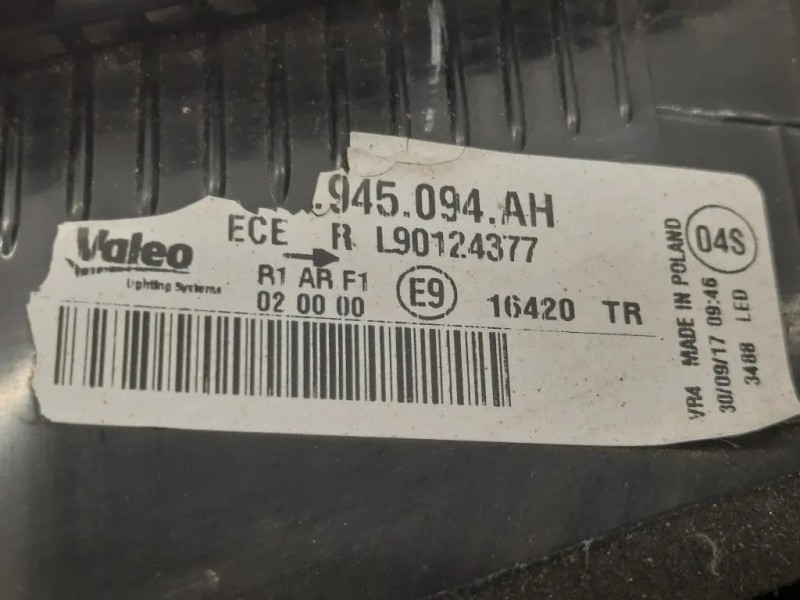 .945.094.AH
Valeo
Lighting Systems
ECE R L90124377
R1 AR F1
02 00 00
E9
16420 TR
VR4 MADE IN POLAND
30/09/17 09:46
3488 LED
04S